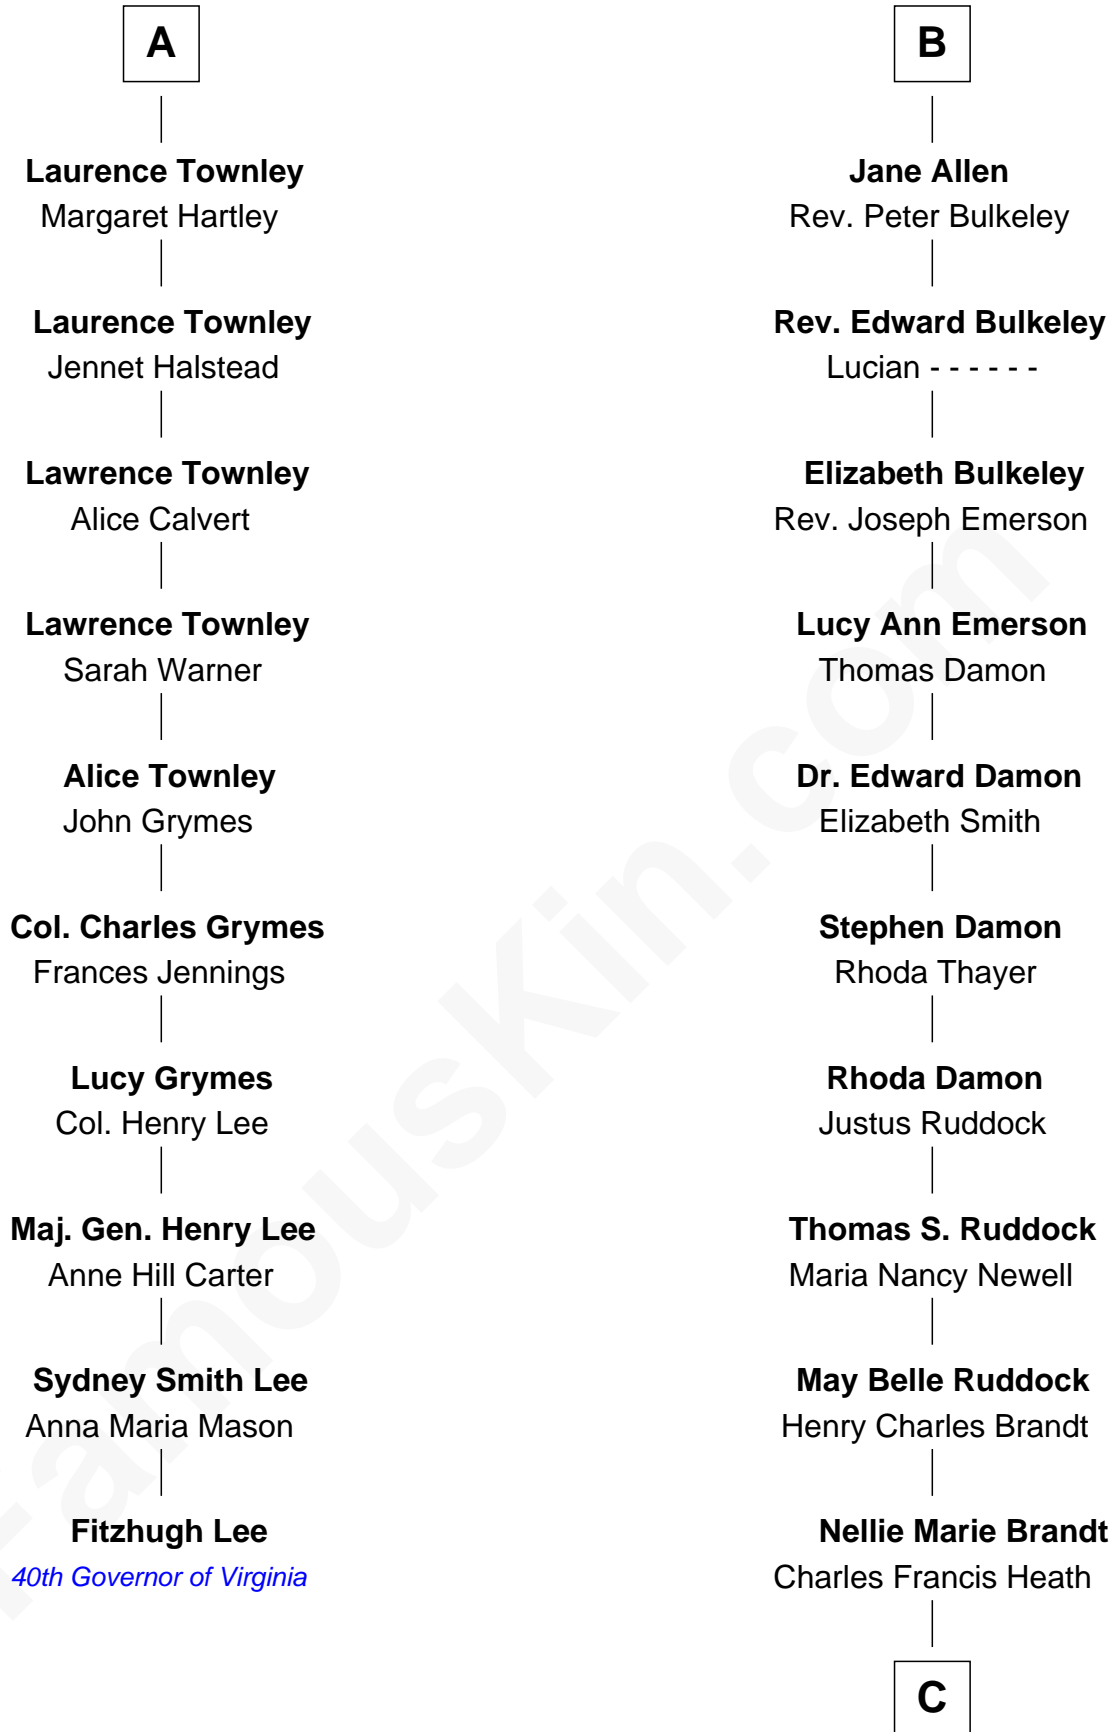 A
Laurence Townley
Margaret Hartley
Laurence Townley
Jennet Halstead
Lawrence Townley
Alice Calvert
Lawrence Townley
Sarah Warner
Alice Townley
John Grymes
Col. Charles Grymes
Frances Jennings
Lucy Grymes
Col. Henry Lee
Maj. Gen. Henry Lee
Anne Hill Carter
Sydney Smith Lee
Anna Maria Mason
Fitzhugh Lee
40th Governor of Virginia
B
Jane Allen
Rev. Peter Bulkeley
Rev. Edward Bulkeley
Lucian - - - - - -
Elizabeth Bulkeley
Rev. Joseph Emerson
Lucy Ann Emerson
Thomas Damon
Dr. Edward Damon
Elizabeth Smith
Stephen Damon
Rhoda Thayer
Rhoda Damon
Justus Ruddock
Thomas S. Ruddock
Maria Nancy Newell
May Belle Ruddock
Henry Charles Brandt
Nellie Marie Brandt
Charles Francis Heath
C
FamousKin.com